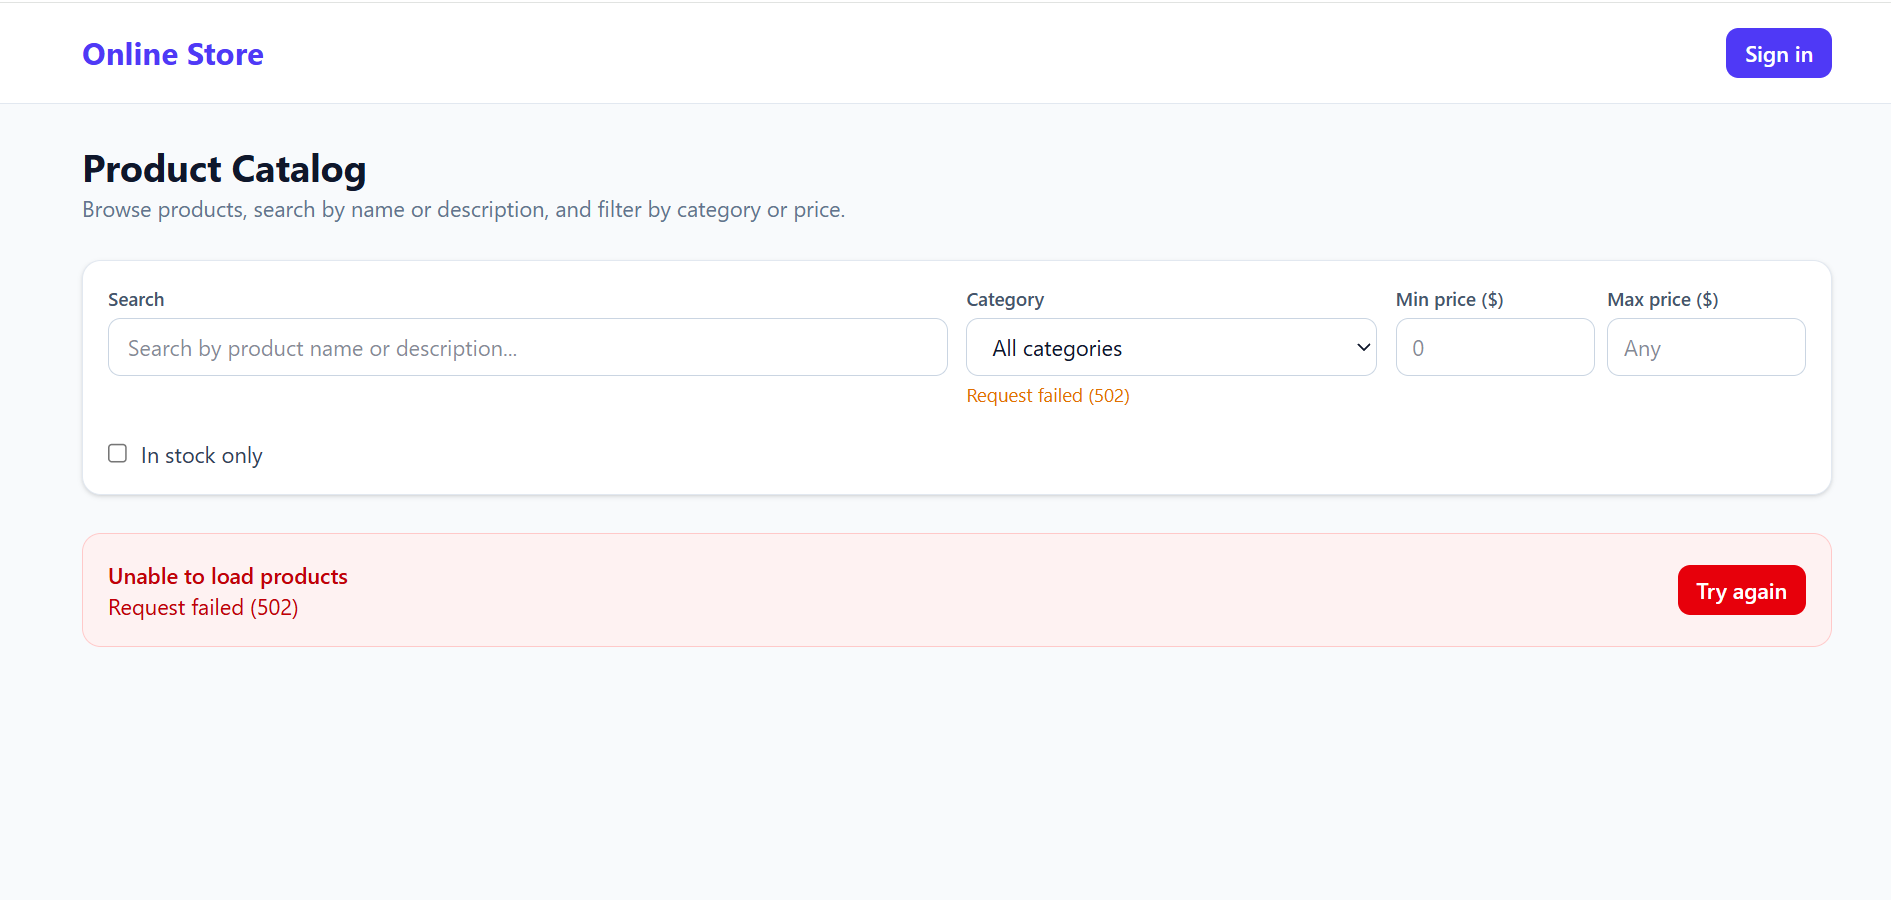 Online Store
Sign in
Product Catalog
Browse products, search by name or description, and filter by category or price.
Search
Category
Min price ($)
Max price ($)
Search by product name or description...
All categories
0
Any
Request failed (502)
In stock only
Unable to load products
Request failed (502)
Try again